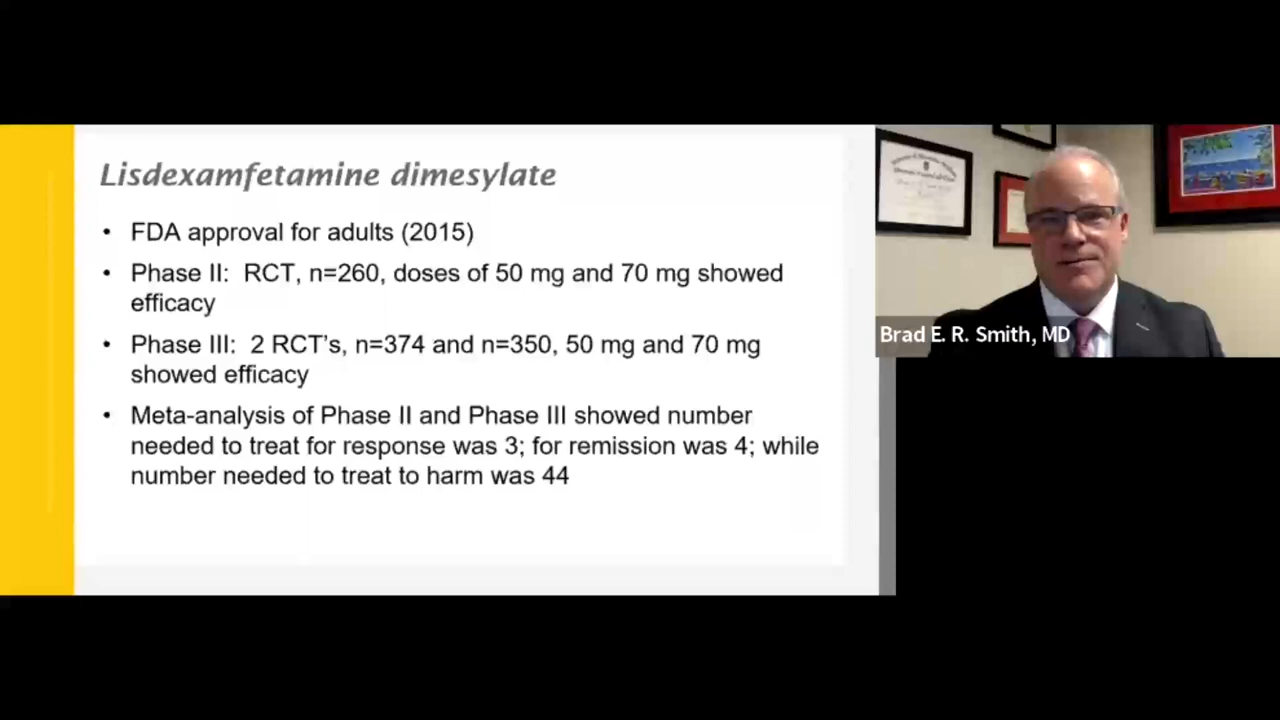 Lisdexamfetamine dimesylate
• FDA approval for adults (2015)
• Phase II:  RCT, n=260, doses of 50 mg and 70 mg showed
efficacy
• Phase III:  2 RCT's, n=374 and n=350, 50 mg and 70 mg
showed efficacy
• Meta-analysis of Phase II and Phase III showed number
needed to treat for response was 3; for remission was 4; while
number needed to treat to harm was 44
Brad E. R. Smith, MD